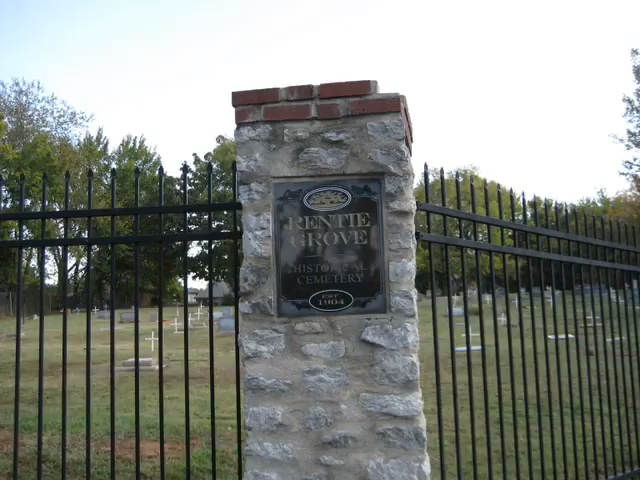 RENTIE
GROVE
HISTORICAL
CEMETERY
EST
1904